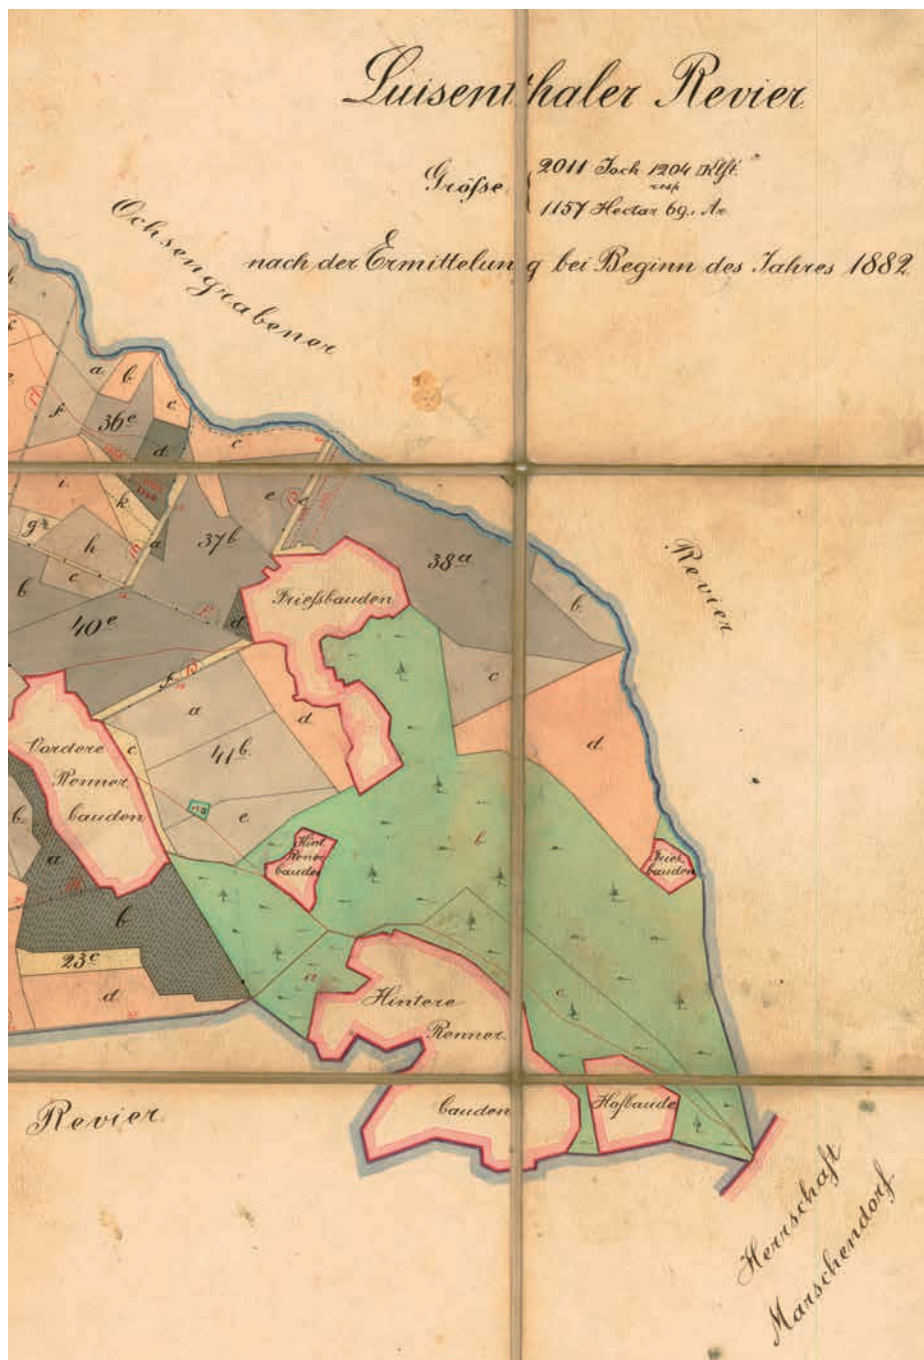 Luisenthaler Revier
Größe
2011 Joch 1204 Klft.
resp
1157 Hectar 69. Ar
nach der Ermittelung bei Beginn des Jahres 1882
Ochsengrabener
Revier
a.
b.
c.
f.
36e
d.
c
i.
k.
e
c.
g
h
a
37b
38a
c
b
b.
40e
d
Friesbauden
f.
c
a
d.
d.
Vordere
Renner
bauden
c.
41b.
e.
b
b.
a
Hint.
Renner
bauden
Fries
bauden
b.
23c
d.
a
c
Hintere
Renner
bauden
Hofbaude
Revier
Herrschaft
Marschendorf